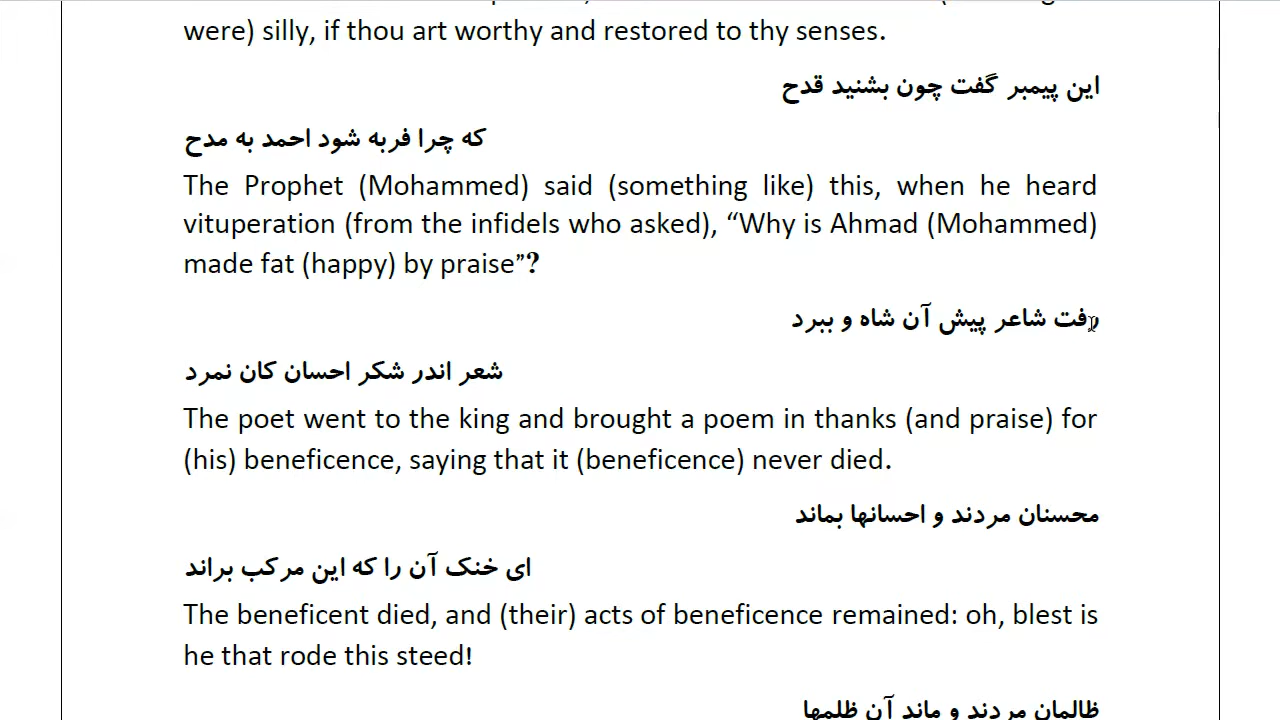 were) silly, if thou art worthy and restored to thy senses.
این پیمبر گفت چون بشنید قدح
که چرا فربه شود احمد به مدح
The Prophet (Mohammed) said (something like) this, when he heard
vituperation (from the infidels who asked), “Why is Ahmad (Mohammed)
made fat (happy) by praise”?
رفت شاعر پیش آن شاه و ببرد
شعر اندر شکر احسان کان نمرد
The poet went to the king and brought a poem in thanks (and praise) for
(his) beneficence, saying that it (beneficence) never died.
محسنان مردند و احسانها بماند
ای خنک آن را که این مرکب براند
The beneficent died, and (their) acts of beneficence remained: oh, blest is
he that rode this steed!
ظالمان مردند و ماند آن ظلمها